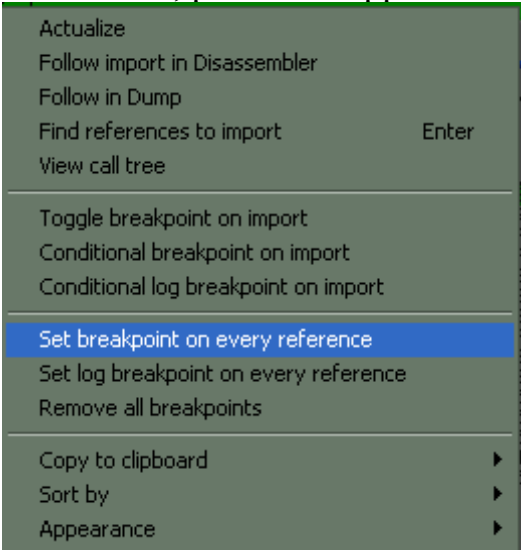 Actualize
Follow import in Disassembler
Follow in Dump
Find references to import Enter
View call tree
Toggle breakpoint on import
Conditional breakpoint on import
Conditional log breakpoint on import
Set breakpoint on every reference
Set log breakpoint on every reference
Remove all breakpoints
Copy to clipboard
Sort by
Appearance